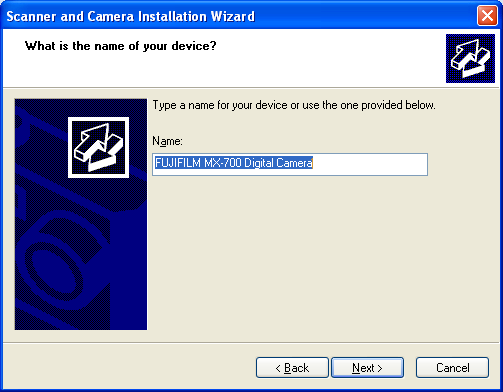 Scanner and Camera Installation Wizard
What is the name of your device?
Type a name for your device or use the one provided below.
Name:
FUJIFILM MX-700 Digital Camera
< Back
Next >
Cancel